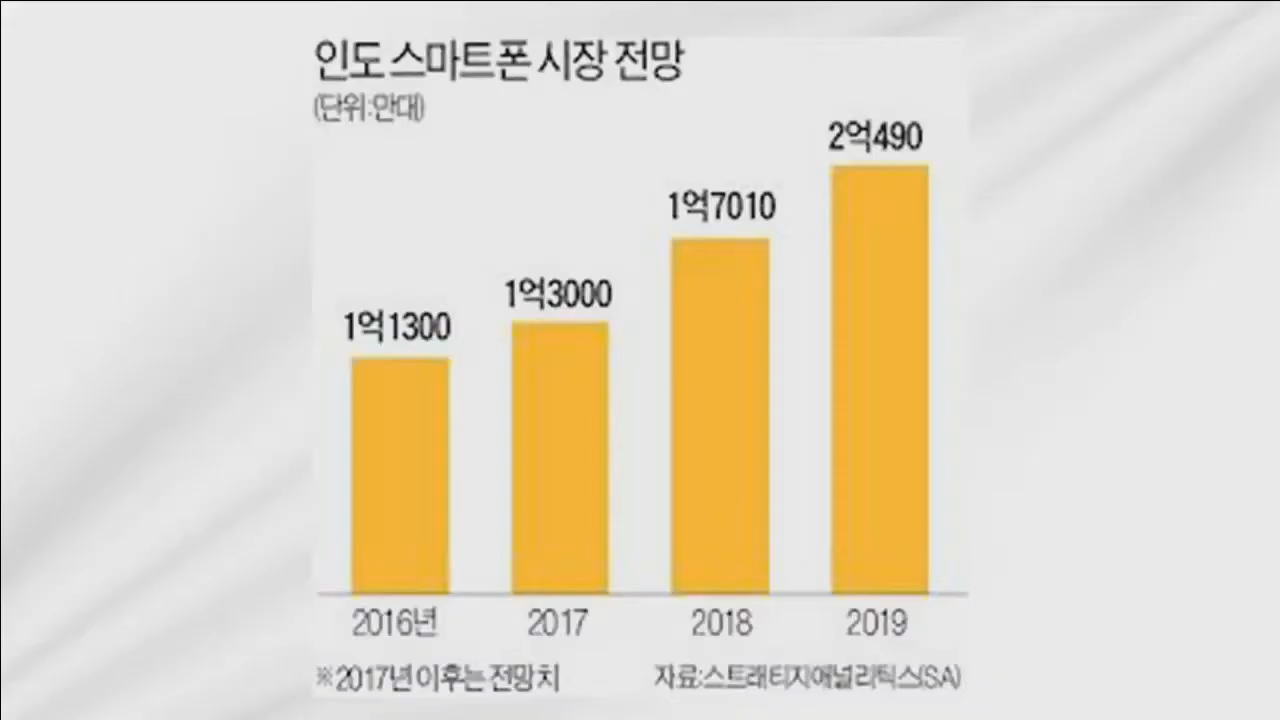 인도 스마트폰 시장 전망
(단위:만대)
2억490
1억7010
1억3000
1억1300
2016년 2017 2018 2019
※2017년 이후는 전망치 자료:스트래티지애널리틱스(SA)